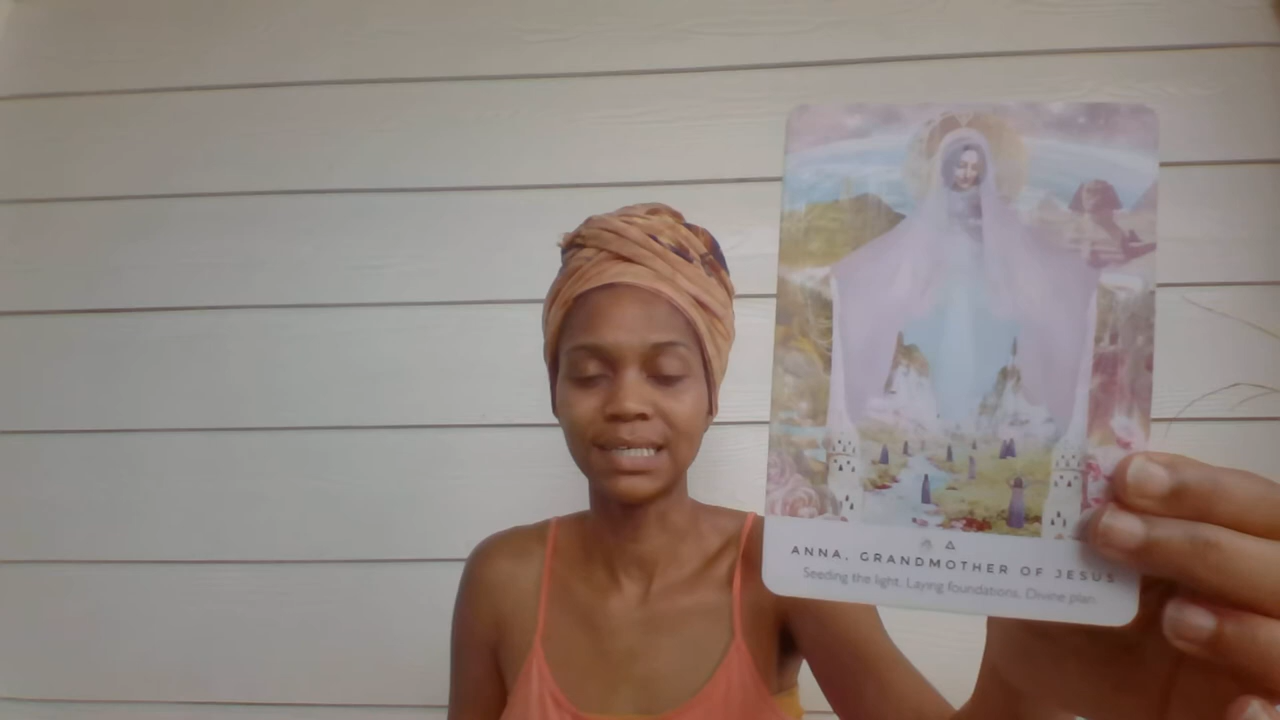 ANNA, GRANDMOTHER OF JESUS
Seeding the light. Laying foundations. Divine plan.